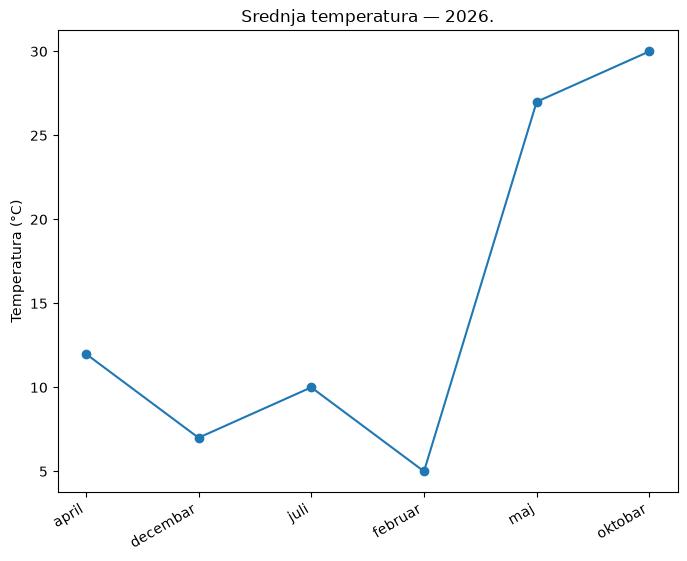 Srednja temperatura — 2026.
Temperatura (°C)
30
25
20
15
10
5
april
decembar
juli
februar
maj
oktobar